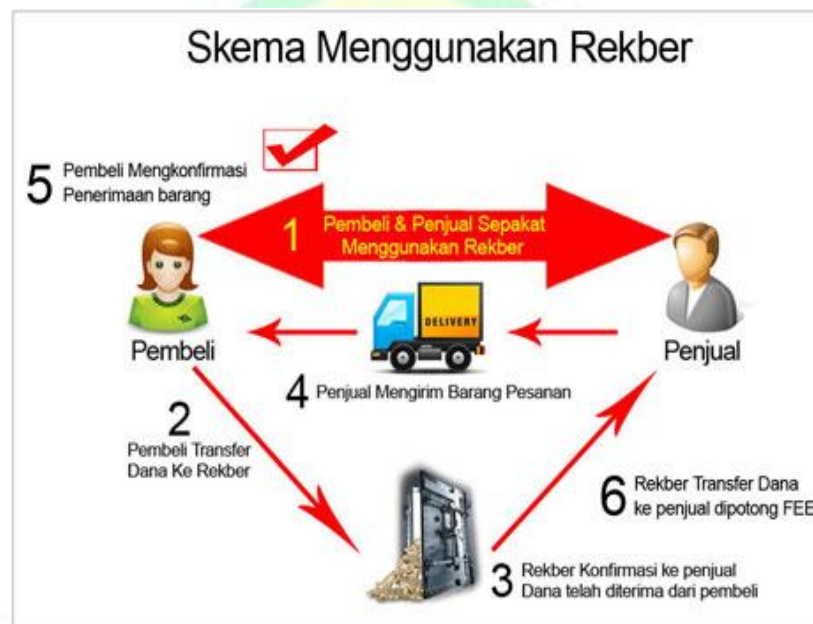 Skema Menggunakan Rekber
5 Pembeli Mengkonfirmasi
Penerimaan barang
1 Pembeli & Penjual Sepakat
Menggunakan Rekber
DELIVERY
Pembeli
Penjual
4 Penjual Mengirim Barang Pesanan
2
Pembeli Transfer
Dana Ke Rekber
6 Rekber Transfer Dana
ke penjual dipotong FEE
3 Rekber Konfirmasi ke penjual
Dana telah diterima dari pembeli